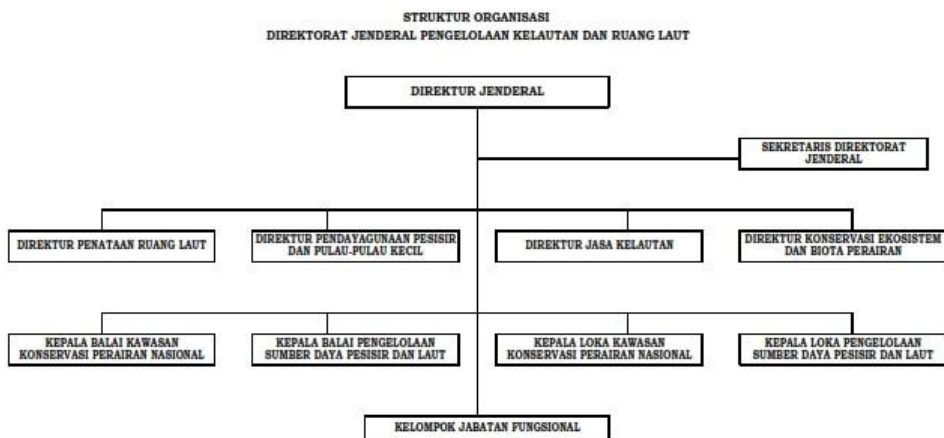 STRUKTUR ORGANISASI
DIREKTORAT JENDERAL PENGELOLAAN KELAUTAN DAN RUANG LAUT
DIREKTUR JENDERAL
SEKRETARIS DIREKTORAT
JENDERAL
DIREKTUR PENATAAN RUANG LAUT
DIREKTUR PENDAYAGUNAAN PESISIR
DAN PULAU-PULAU KECIL
DIREKTUR JASA KELAUTAN
DIREKTUR KONSERVASI EKOSISTEM
DAN BIOTA PERAIRAN
KEPALA BALAI KAWASAN
KONSERVASI PERAIRAN NASIONAL
KEPALA BALAI PENGELOLAAN
SUMBER DAYA PESISIR DAN LAUT
KEPALA LOKA KAWASAN
KONSERVASI PERAIRAN NASIONAL
KEPALA LOKA PENGELOLAAN
SUMBER DAYA PESISIR DAN LAUT
KELOMPOK JABATAN FUNGSIONAL